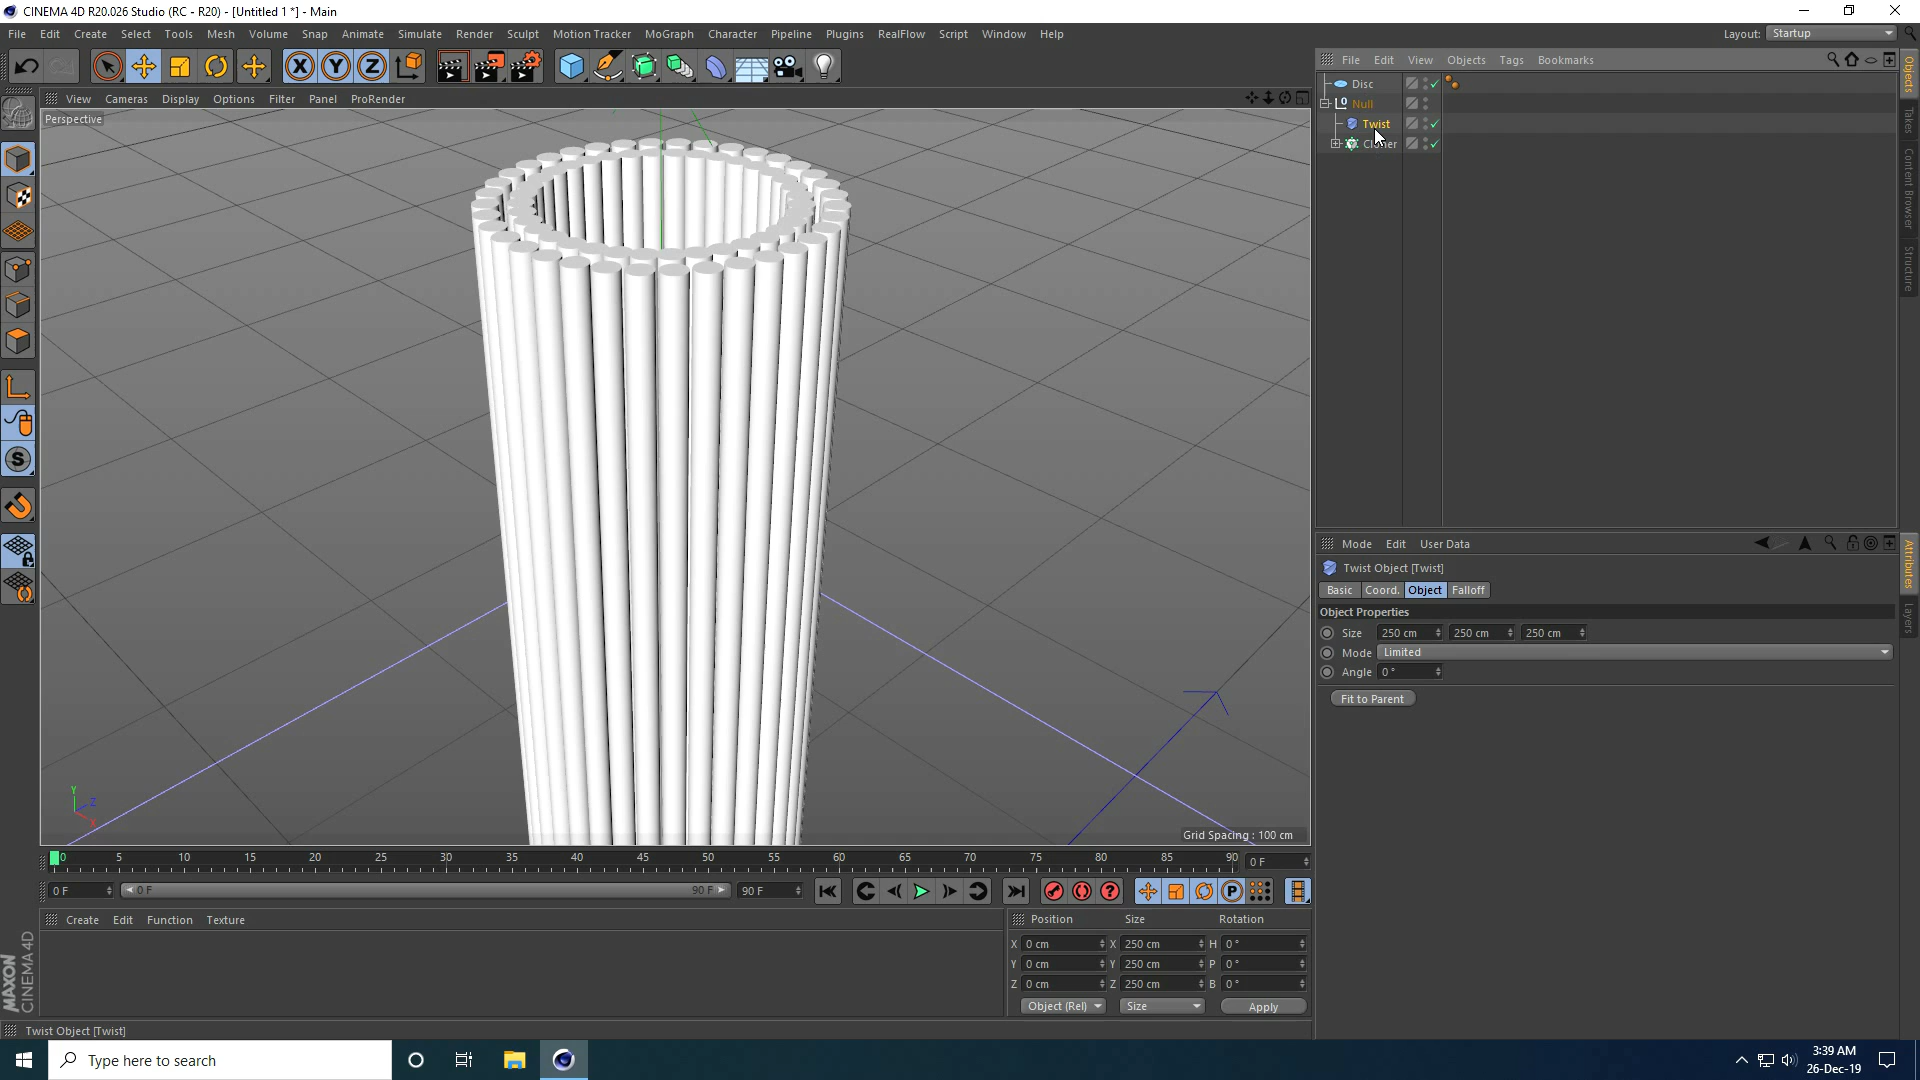 CINEMA 4D R20.026 Studio (RC - R20) - [Untitled 1 *] - Main
File Edit Create Select Tools Mesh Volume Snap Animate Simulate Render Sculpt Motion Tracker MoGraph Character Pipeline Plugins RealFlow Script Window Help
Layout: Startup
File Edit View Objects Tags Bookmarks
View Cameras Display Options Filter Panel ProRender
Perspective
Disc
Null
Twist
Objects
Takes
Content Browser
Structure
Mode Edit User Data
Twist Object [Twist]
Basic Coord. Object Falloff
Object Properties
Size 250 cm 250 cm 250 cm
Mode Limited
Angle 0 °
Fit to Parent
Attributes
Layers
Y
Z
X
Grid Spacing : 100 cm
0 5 10 15 20 25 30 35 40 45 50 55 60 65 70 75 80 85 90 0 F
0 F 0 F 90 F 90 F
Create Edit Function Texture
Position Size Rotation
X 0 cm X 250 cm H 0 °
Y 0 cm Y 250 cm P 0 °
Z 0 cm Z 250 cm B 0 °
Object (Rel) Size Apply
MAXON
CINEMA 4D
Twist Object [Twist]
Type here to search
3:39 AM
26-Dec-19